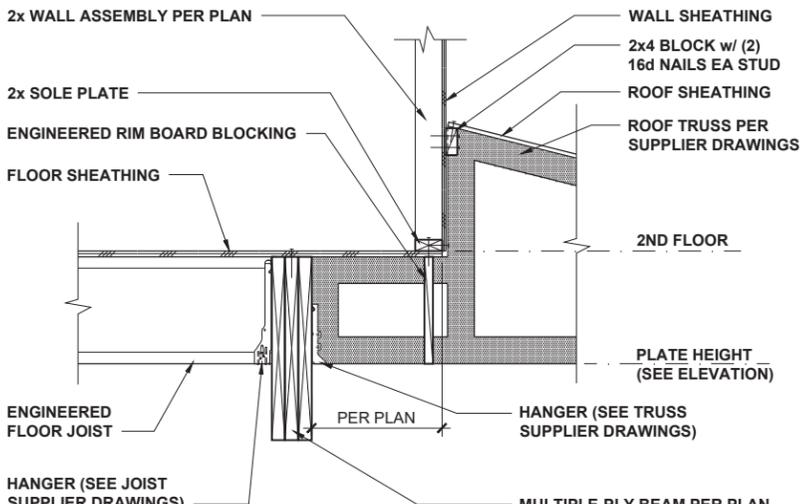 2x WALL ASSEMBLY PER PLAN
2x SOLE PLATE
ENGINEERED RIM BOARD BLOCKING
FLOOR SHEATHING
WALL SHEATHING
2x4 BLOCK w/ (2)
16d NAILS EA STUD
ROOF SHEATHING
ROOF TRUSS PER
SUPPLIER DRAWINGS
2ND FLOOR
PLATE HEIGHT
(SEE ELEVATION)
ENGINEERED
FLOOR JOIST
PER PLAN
HANGER (SEE TRUSS
SUPPLIER DRAWINGS)
HANGER (SEE JOIST
SUPPLIER DRAWINGS)
MULTIPLE PLY BEAM PER PLAN